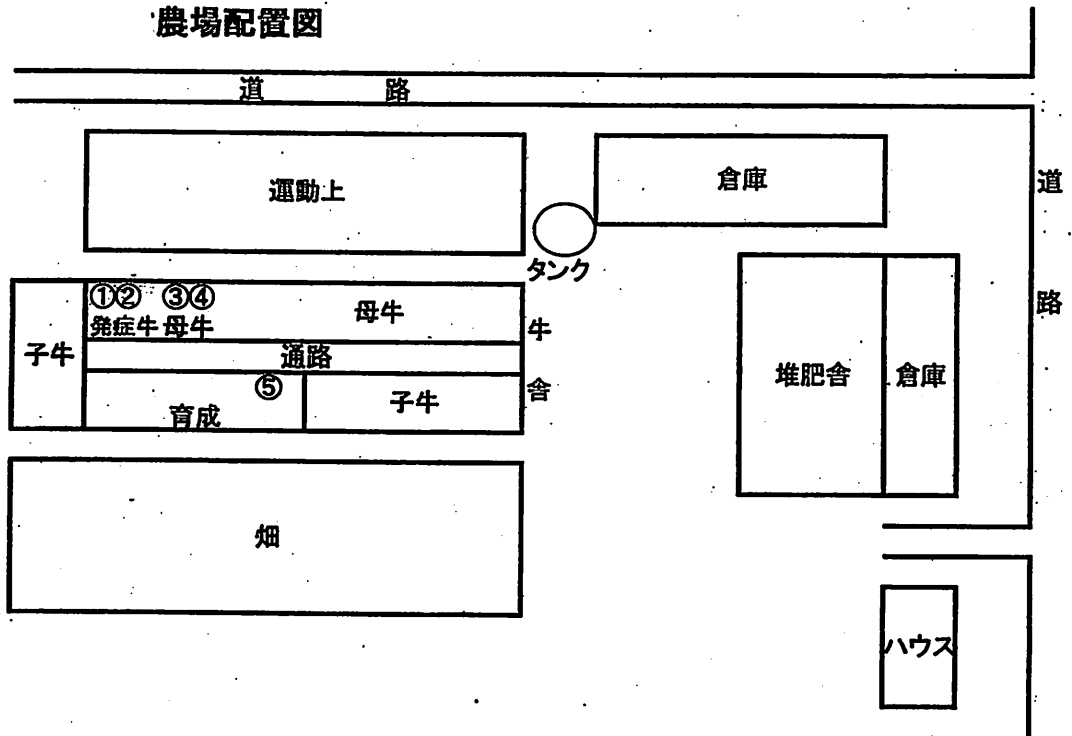 農場配置図
道路
運動上
倉庫
道路
タンク
①② ③④
発症牛 母牛
母牛
牛舎
子牛
通路
⑤
育成
子牛
堆肥舎
倉庫
畑
ハウス